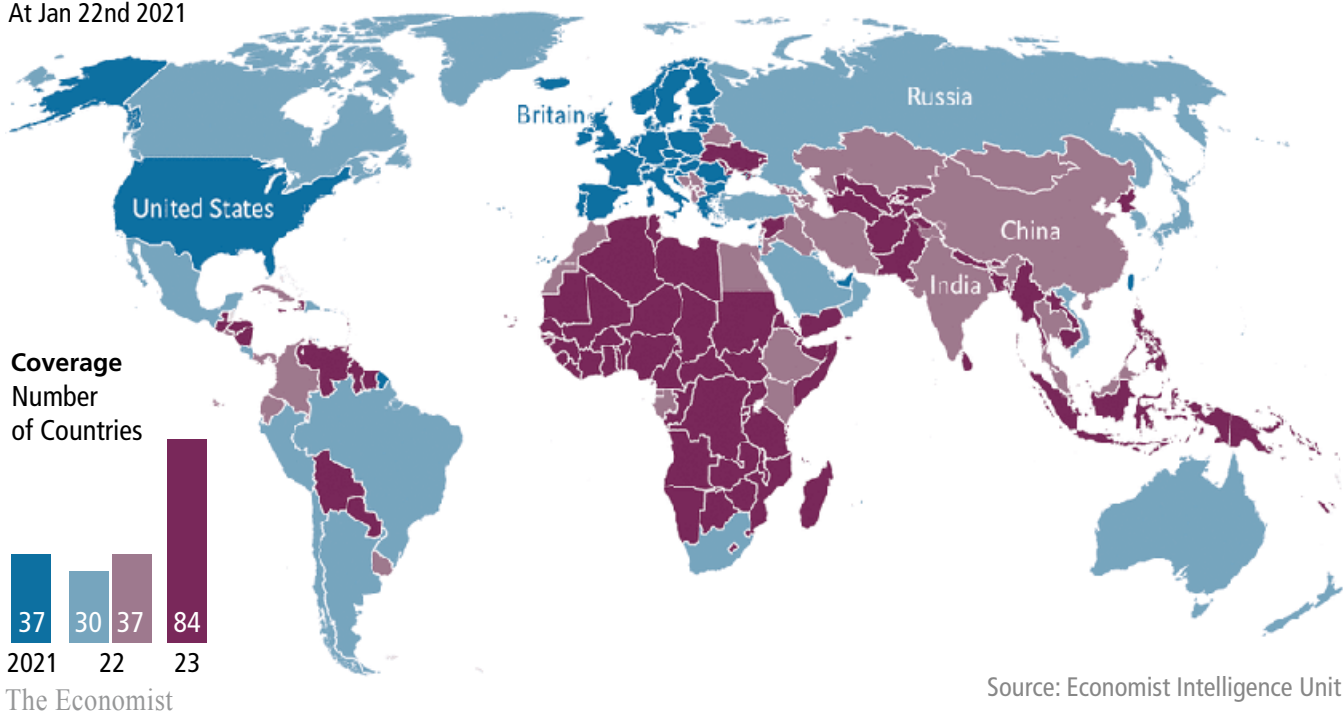 At Jan 22nd 2021
Russia
Britain
United States
China
India
Coverage
Number
of Countries
37
30
37
84
2021
22
23
The Economist
Source: Economist Intelligence Unit